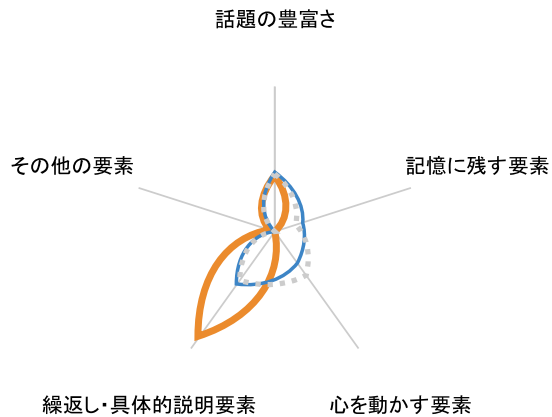 話題の豊富さ
その他の要素
記憶に残す要素
繰返し・具体的説明要素
心を動かす要素